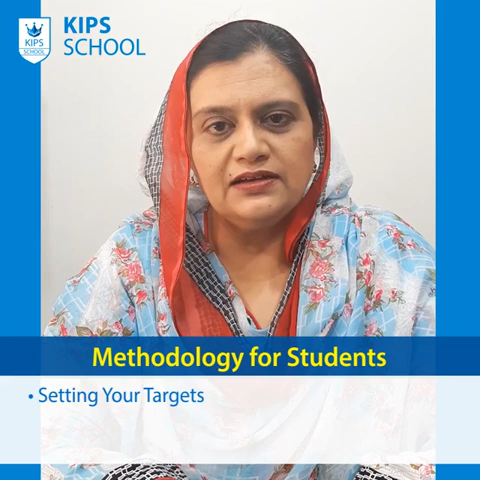 KIPS
SCHOOL
KIPS
SCHOOL
Methodology for Students
• Setting Your Targets